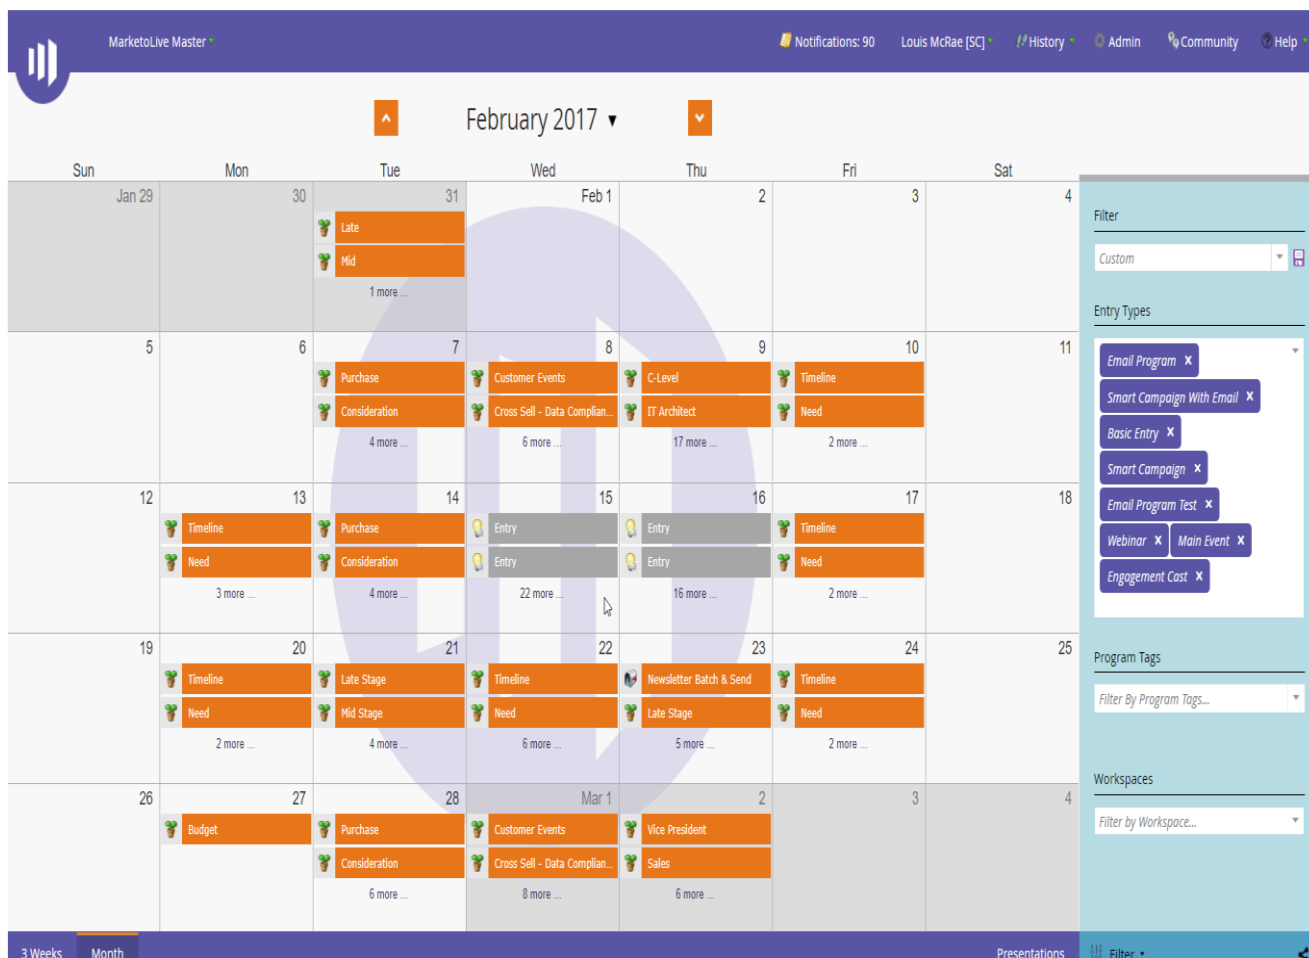 MarketoLive Master
Notifications: 90 Louis McRae [SC] History Admin Community Help
February 2017
Sun Mon Tue Wed Thu Fri Sat
Jan 29 30 31 Feb 1 2 3 4
Late
Mid
1 more ...
5 6 7 8 9 10 11
Purchase Customer Events C-Level Timeline
Consideration Cross Sell - Data Complian... IT Architect Need
4 more ... 6 more ... 17 more ... 2 more ...
12 13 14 15 16 17 18
Timeline Purchase Entry Entry Timeline
Need Consideration Entry Entry Need
3 more ... 4 more ... 22 more ... 16 more ... 2 more ...
19 20 21 22 23 24 25
Timeline Late Stage Timeline Newsletter Batch & Send Timeline
Need Mid Stage Need Late Stage Need
2 more ... 4 more ... 6 more ... 5 more ... 2 more ...
26 27 28 Mar 1 2 3 4
Budget Purchase Customer Events Vice President
Consideration Cross Sell - Data Complian... Sales
6 more ... 8 more ... 6 more ...
Filter
Custom
Entry Types
Email Program x
Smart Campaign With Email x
Basic Entry x
Smart Campaign x
Email Program Test x
Webinar x Main Event x
Engagement Cast x
Program Tags
Filter By Program Tags...
Workspaces
Filter by Workspace...
3 Weeks Month Presentations Filter